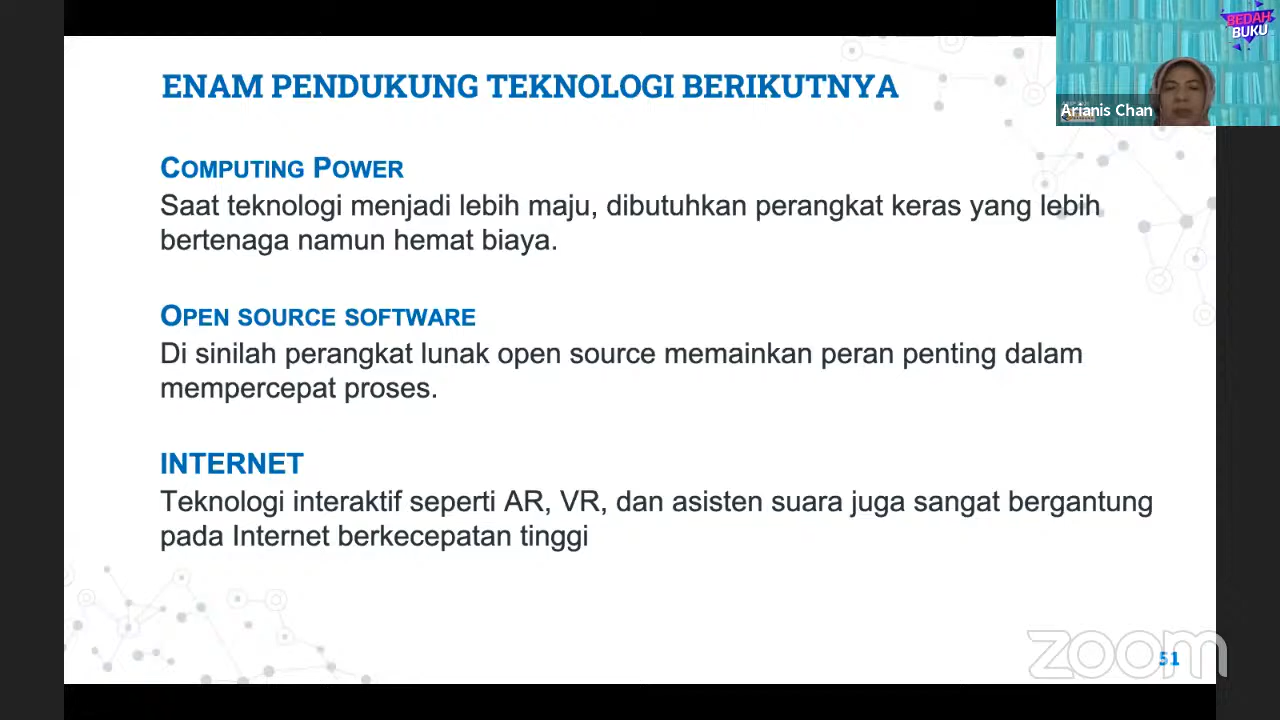 ENAM PENDUKUNG TEKNOLOGI BERIKUTNYA
BEDAH
BUKU
Arianis Chan
COMPUTING POWER
Saat teknologi menjadi lebih maju, dibutuhkan perangkat keras yang lebih
bertenaga namun hemat biaya.
OPEN SOURCE SOFTWARE
Di sinilah perangkat lunak open source memainkan peran penting dalam
mempercepat proses.
INTERNET
Teknologi interaktif seperti AR, VR, dan asisten suara juga sangat bergantung
pada Internet berkecepatan tinggi
zoom
51